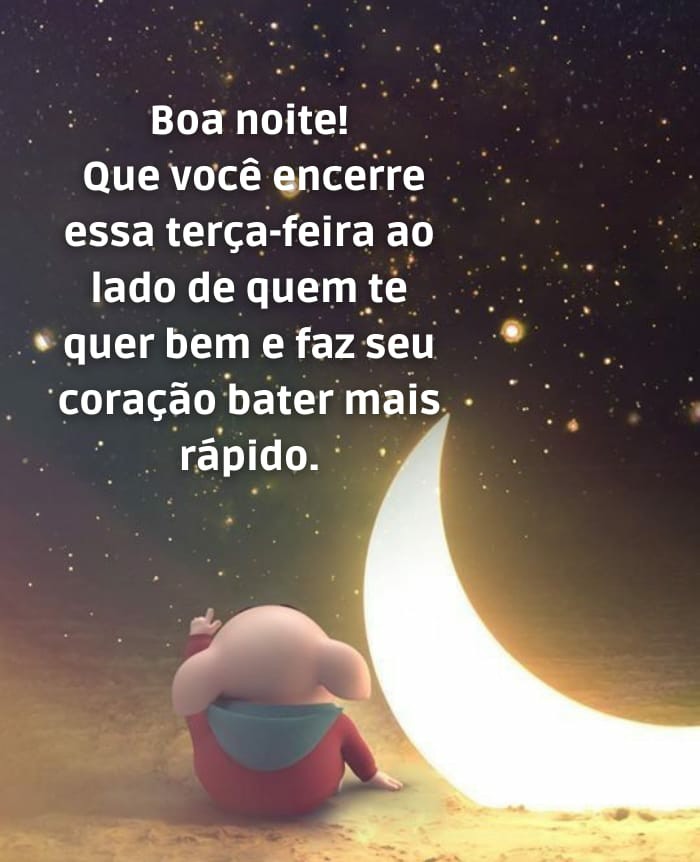 Boa noite!
Que você encerre
essa terça-feira ao
lado de quem te
quer bem e faz seu
coração bater mais
rápido.